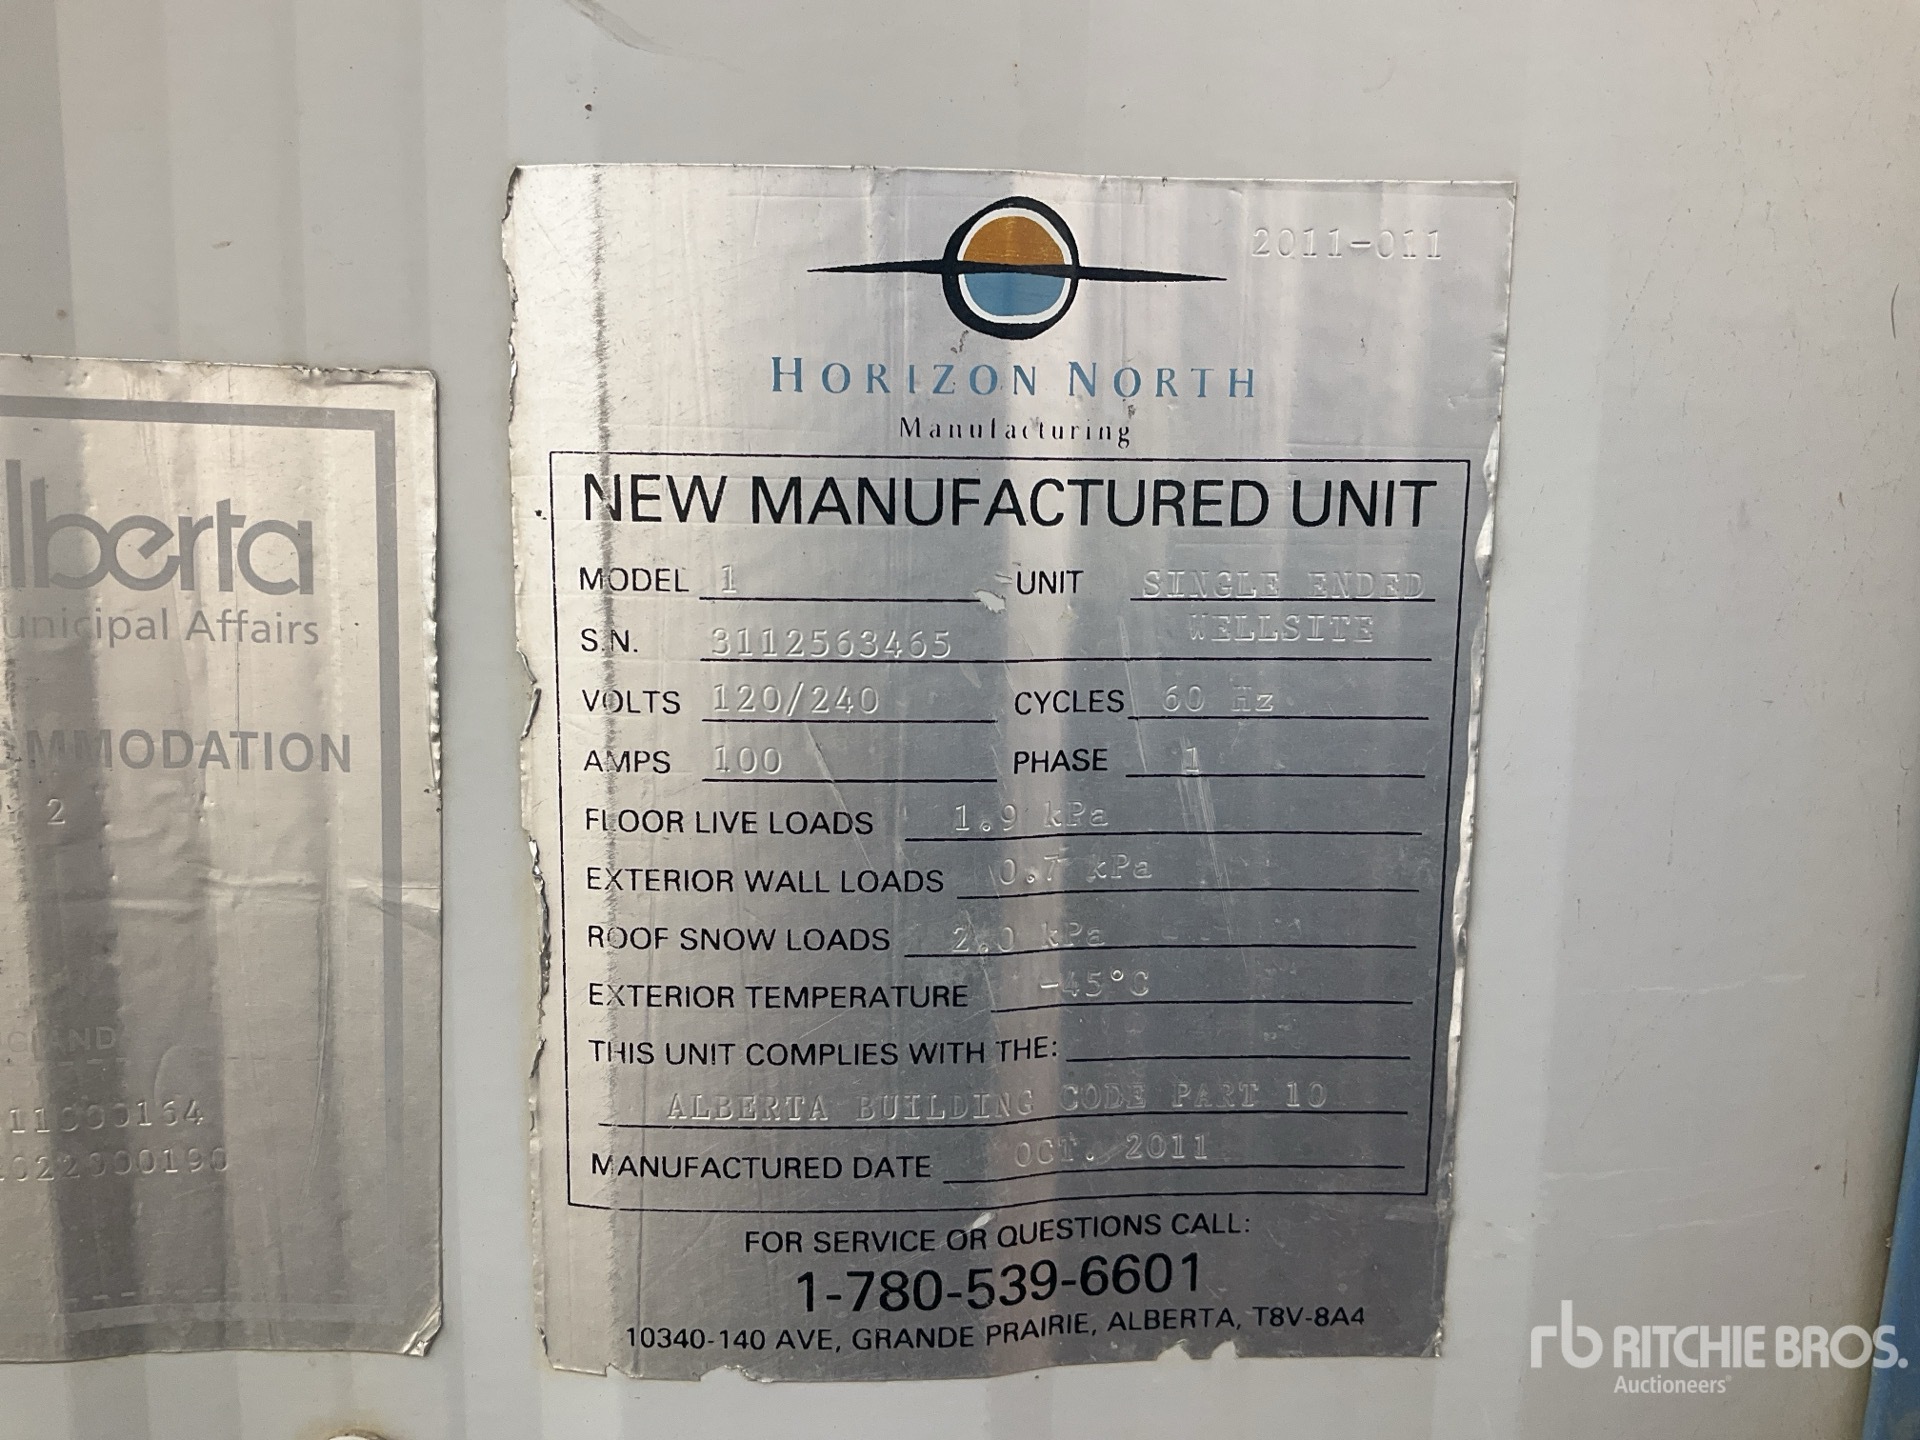 lberta
unicipal Affairs
MMODATION
2
11000164
022000190
2011-011
HORIZON NORTH
Manufacturing
NEW MANUFACTURED UNIT
MODEL 1 UNIT SINGLE ENDED
WELLSITE
S.N. 3112563465
VOLTS 120/240 CYCLES 60 Hz
AMPS 100 PHASE 1
FLOOR LIVE LOADS 1.9 kPa
EXTERIOR WALL LOADS 0.7 kPa
ROOF SNOW LOADS 2.0 kPa
EXTERIOR TEMPERATURE -45°C
THIS UNIT COMPLIES WITH THE:
ALBERTA BUILDING CODE PART 10
MANUFACTURED DATE OCT. 2011
FOR SERVICE OR QUESTIONS CALL:
1-780-539-6601
10340-140 AVE, GRANDE PRAIRIE, ALBERTA, T8V-8A4
rb RITCHIE BROS.
Auctioneers